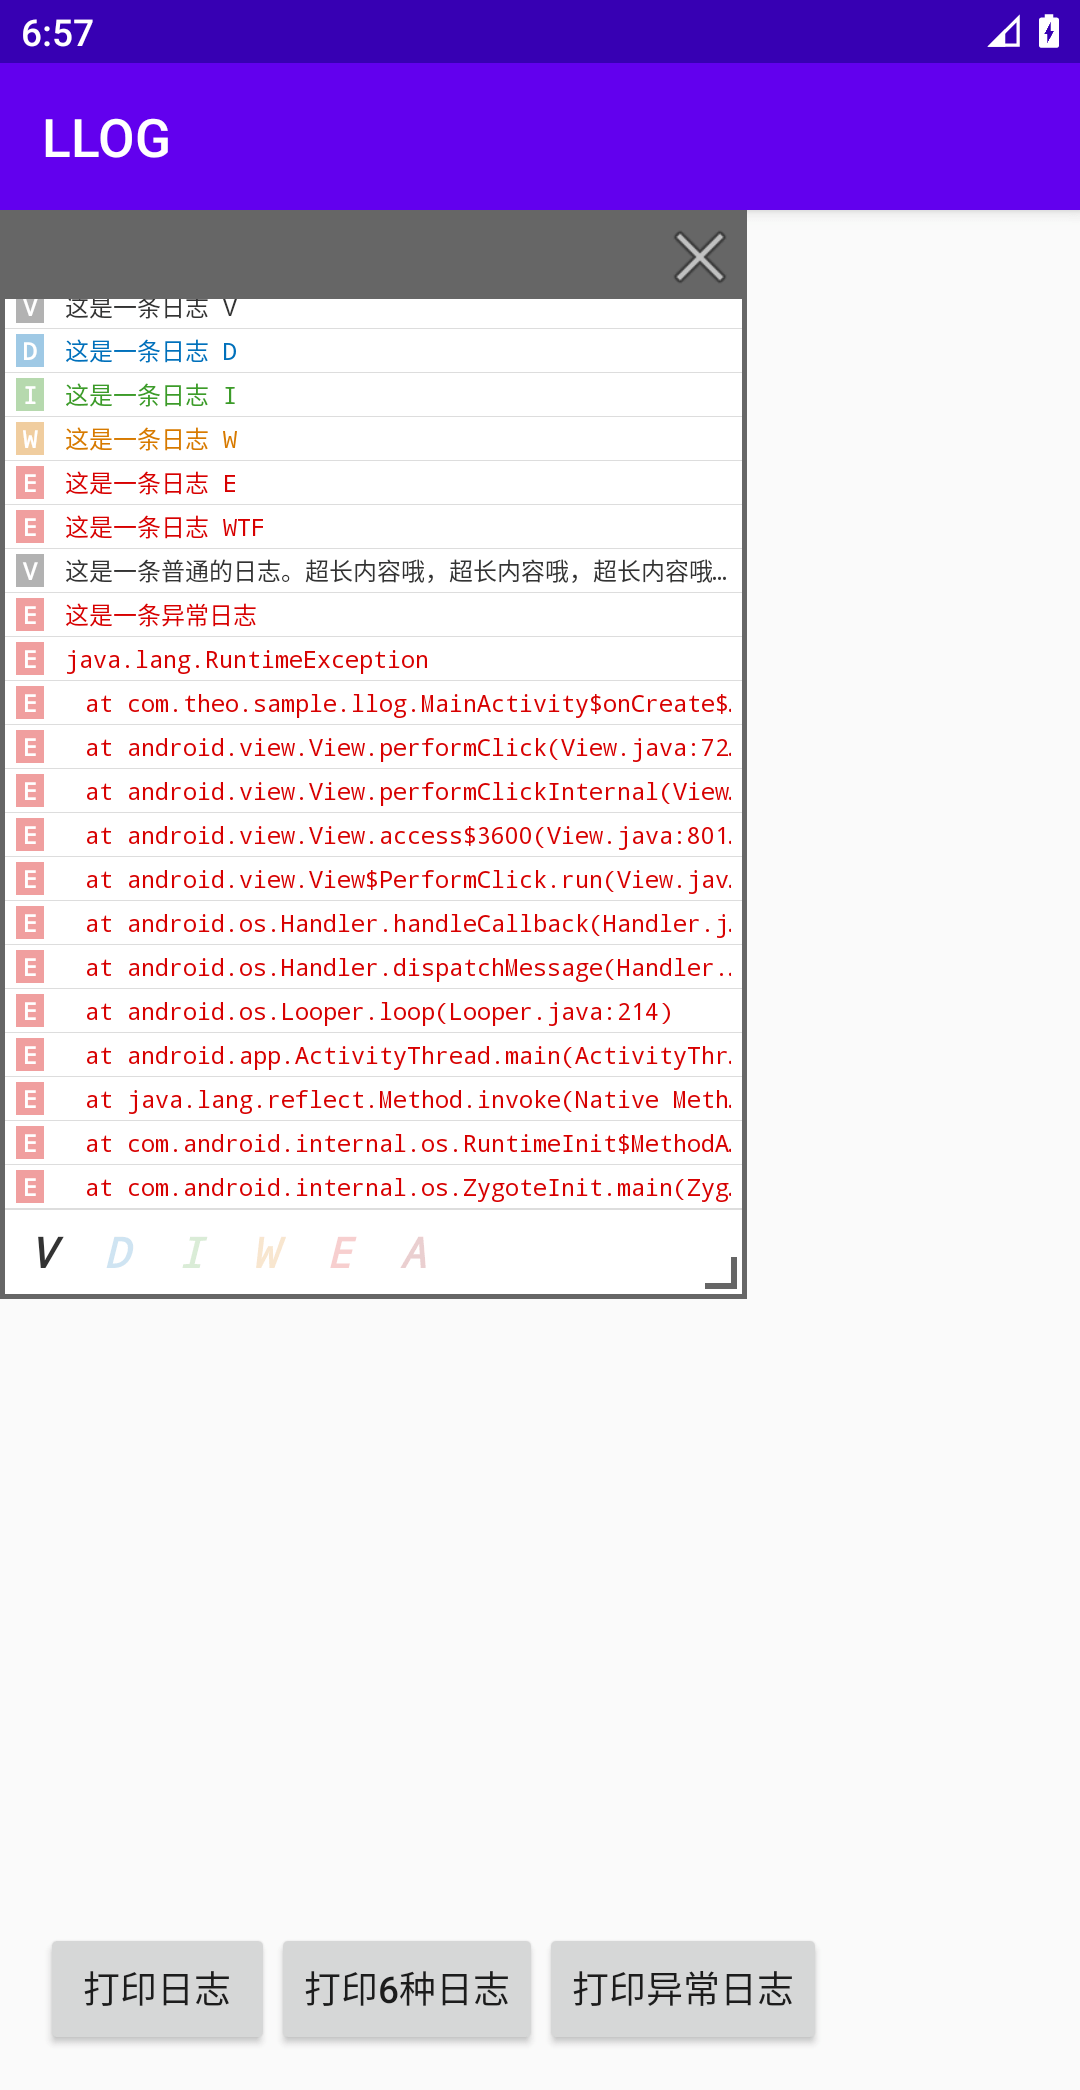 6:57
LLOG
V 这是一条日志 V
D 这是一条日志 D
I 这是一条日志 I
W 这是一条日志 W
E 这是一条日志 E
E 这是一条日志 WTF
V 这是一条普通的日志。超长内容哦，超长内容哦，超长内容哦…
E 这是一条异常日志
E java.lang.RuntimeException
E at com.theo.sample.llog.MainActivity$onCreate$.
E at android.view.View.performClick(View.java:72.
E at android.view.View.performClickInternal(View.
E at android.view.View.access$3600(View.java:801.
E at android.view.View$PerformClick.run(View.jav.
E at android.os.Handler.handleCallback(Handler.j.
E at android.os.Handler.dispatchMessage(Handler..
E at android.os.Looper.loop(Looper.java:214)
E at android.app.ActivityThread.main(ActivityThr.
E at java.lang.reflect.Method.invoke(Native Meth.
E at com.android.internal.os.RuntimeInit$MethodA.
E at com.android.internal.os.ZygoteInit.main(Zyg.
V D I W E A
打印日志 打印6种日志 打印异常日志